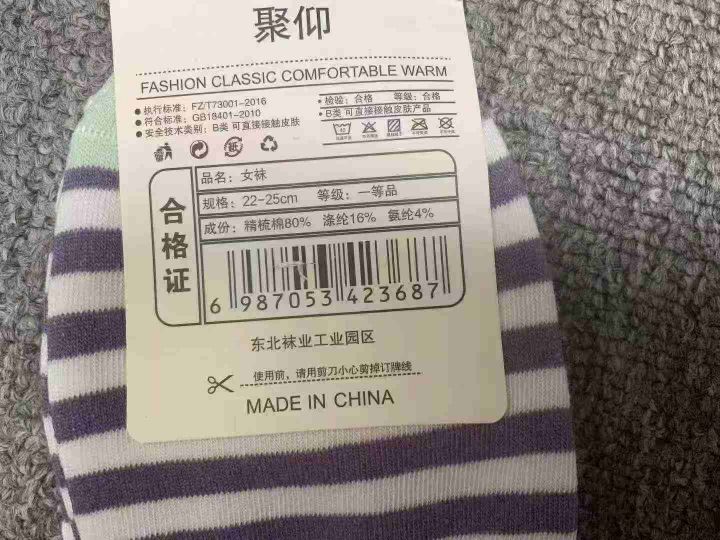 聚仰
FASHION CLASSIC COMFORTABLE WARM
● 执行标准：FZ/T73001-2016
● 符合标准：GB18401-2010
● 安全技术类别：B类 可直接接触皮肤
• 检验：合格 等级：合格
• B类 可直接接触皮肤产品
合格证
品名：女袜
规格：22-25cm 等级：一等品
成份：精梳棉80% 涤纶16% 氨纶4%
6 987053 423687
东北袜业工业园区
使用前，请用剪刀小心剪掉订牌线
MADE IN CHINA